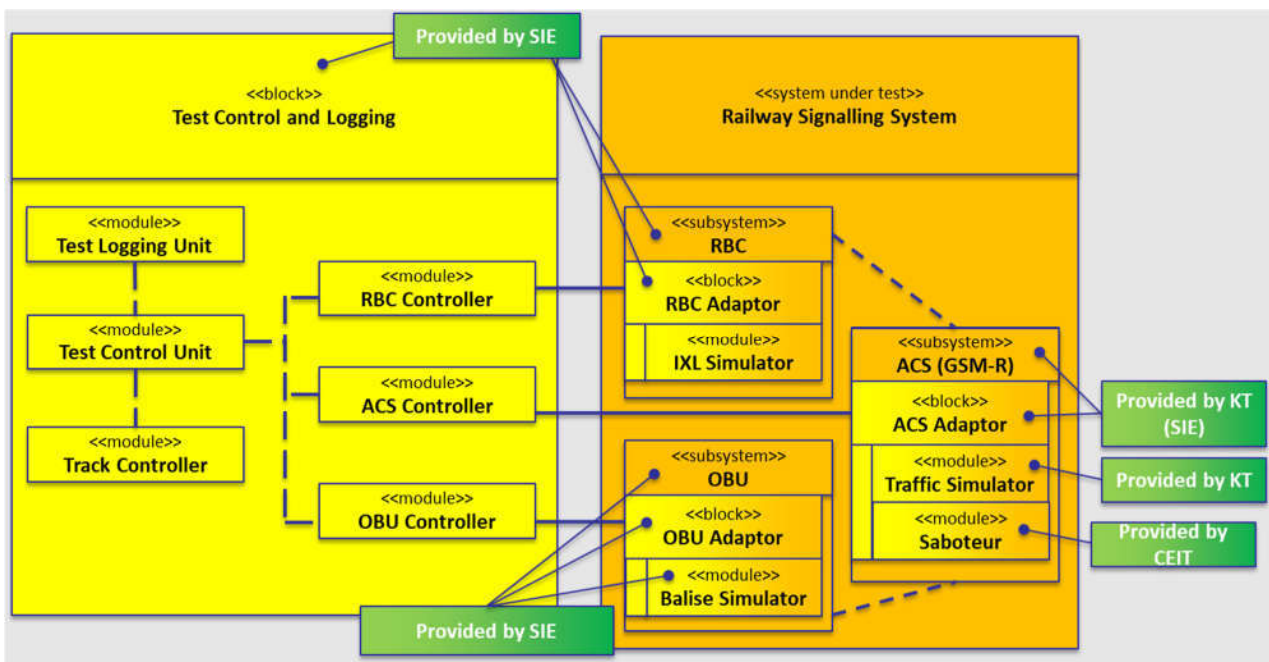 Provided by SIE
<<block>>
Test Control and Logging
<<system under test>>
Railway Signalling System
<<module>>
Test Logging Unit
<<module>>
Test Control Unit
<<module>>
Track Controller
<<module>>
RBC Controller
<<module>>
ACS Controller
<<module>>
OBU Controller
<<subsystem>>
RBC
<<block>>
RBC Adaptor
<<module>>
IXL Simulator
<<subsystem>>
OBU
<<block>>
OBU Adaptor
<<module>>
Balise Simulator
<<subsystem>>
ACS (GSM-R)
<<block>>
ACS Adaptor
<<module>>
Traffic Simulator
<<module>>
Saboteur
Provided by KT
(SIE)
Provided by KT
Provided by
CEIT
Provided by SIE